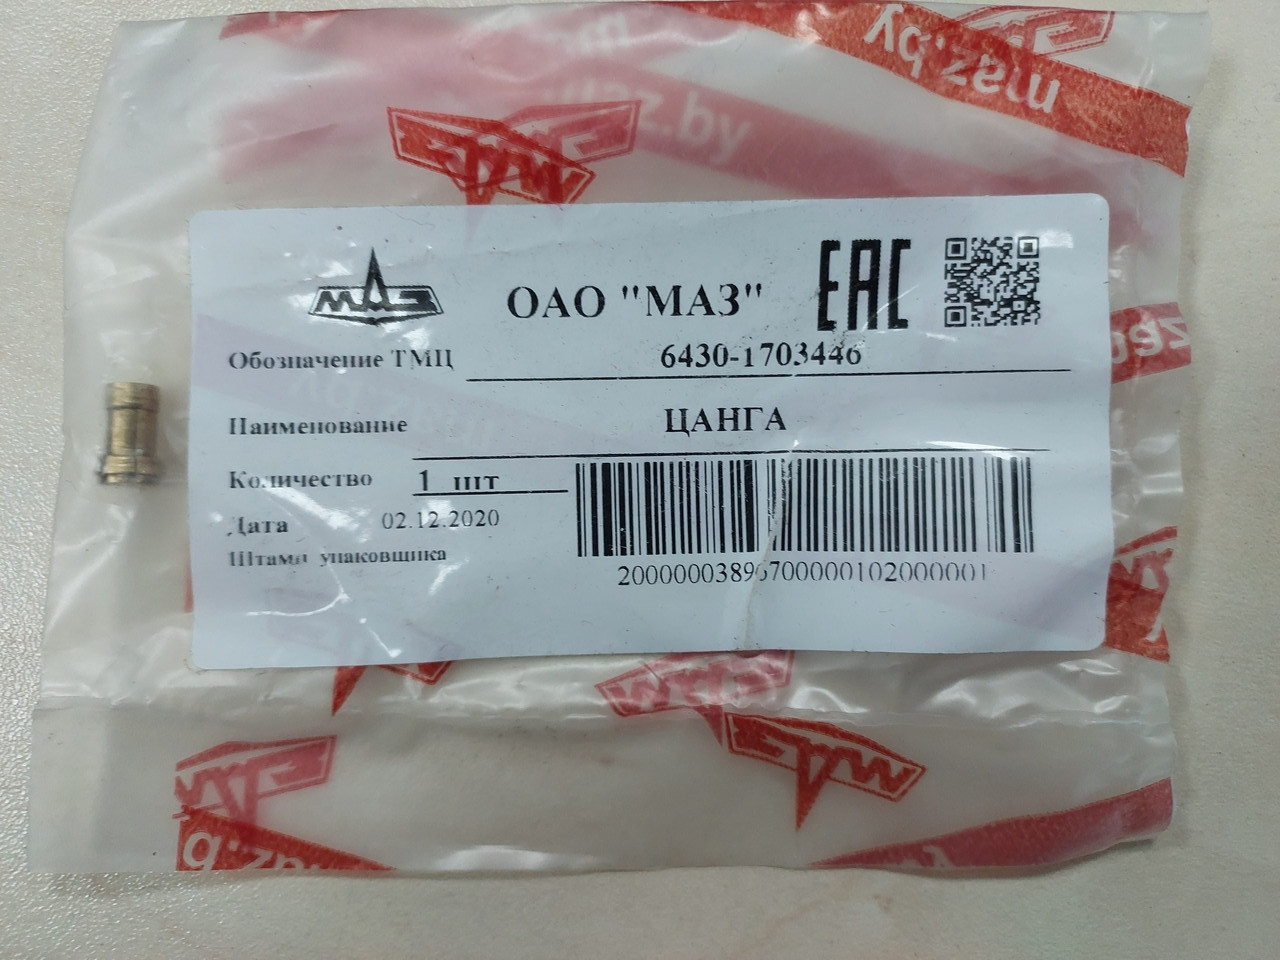 maz.by
maz.by
МАЗ
ОАО "МАЗ"
EAC
Обозначение ТМЦ
6430-1703446
Наименование
ЦАНГА
Количество
1 шт
Дата
02.12.2020
Штамп упаковщика
20000003896700000102000001